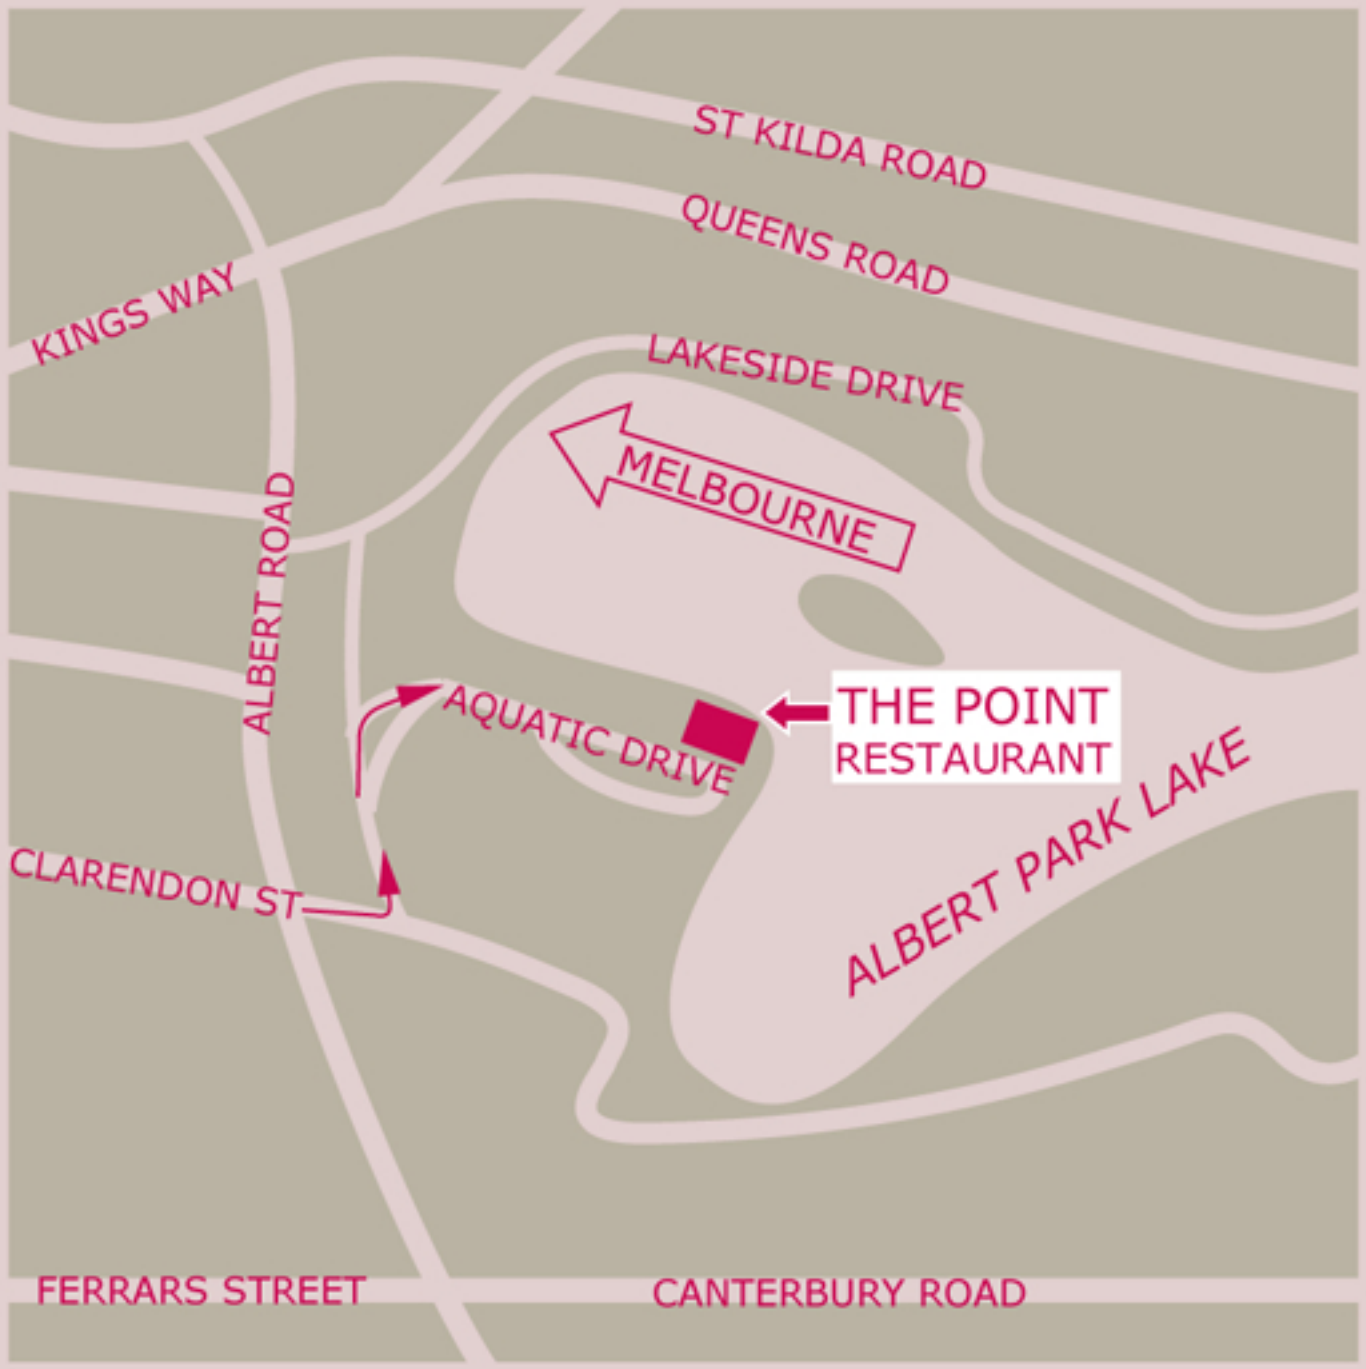 ST KILDA ROAD
QUEENS ROAD
KINGS WAY
LAKESIDE DRIVE
MELBOURNE
ALBERT ROAD
AQUATIC DRIVE
THE POINT
RESTAURANT
ALBERT PARK LAKE
CLARENDON ST
FERRARS STREET
CANTERBURY ROAD